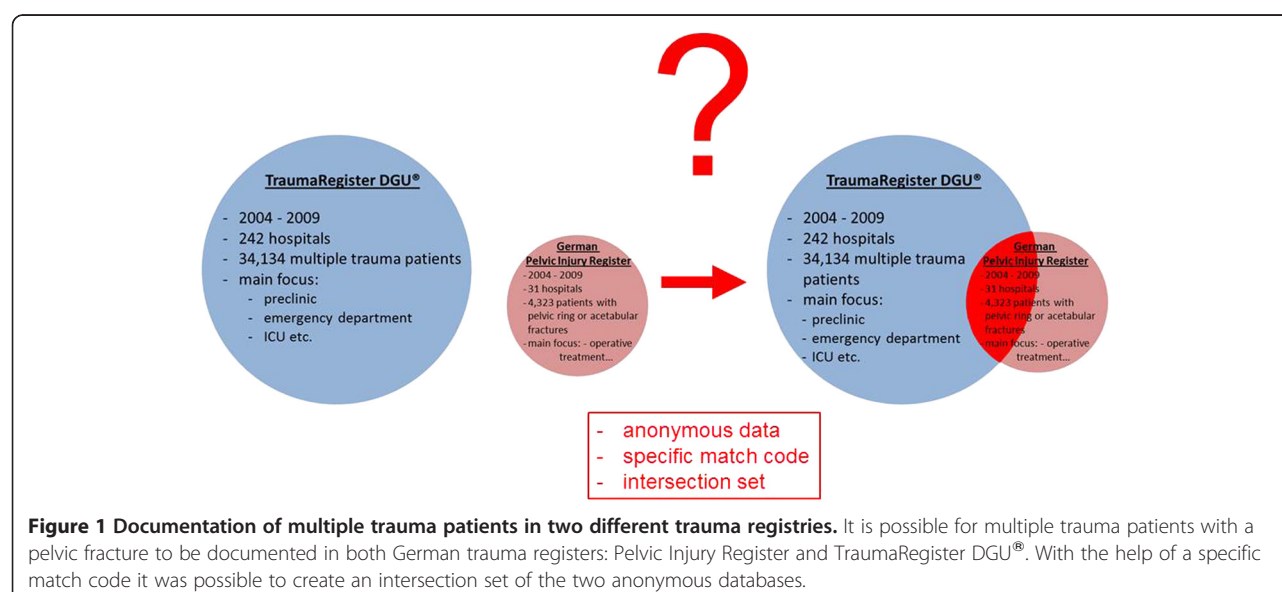 ?
TraumaRegister DGU®
- 2004 - 2009
- 242 hospitals
- 34,134 multiple trauma patients
- main focus:
- preclinic
- emergency department
- ICU etc.
German
Pelvic Injury Register
- 2004 - 2009
- 31 hospitals
- 4,323 patients with
pelvic ring or acetabular
fractures
- main focus: - operative
treatment...
TraumaRegister DGU®
- 2004 - 2009
- 242 hospitals
- 34,134 multiple trauma
patients
- main focus:
- preclinic
- emergency department
- ICU etc.
German
Pelvic Injury Register
- 2004 - 2009
- 31 hospitals
- 4,323 patients with
pelvic ring or acetabular
fractures
- main focus: - operative
treatment...
- anonymous data
- specific match code
- intersection set
Figure 1 Documentation of multiple trauma patients in two different trauma registries. It is possible for multiple trauma patients with a
pelvic fracture to be documented in both German trauma registers: Pelvic Injury Register and TraumaRegister DGU®. With the help of a specific
match code it was possible to create an intersection set of the two anonymous databases.